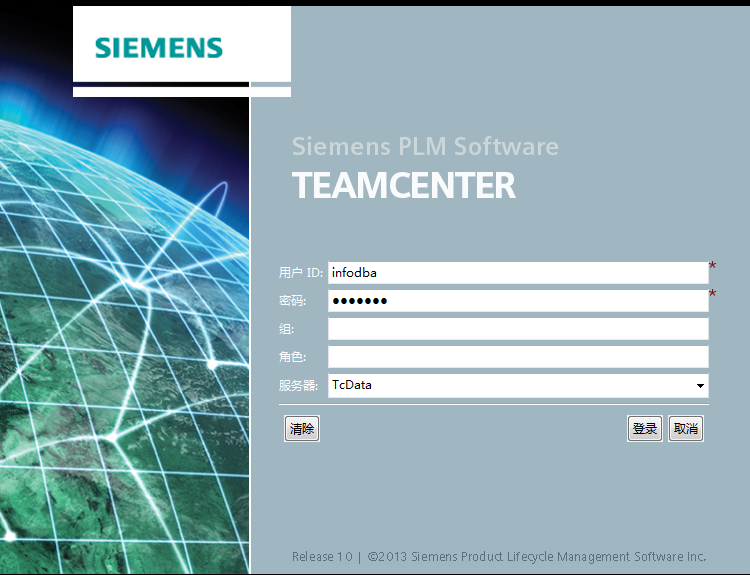 SIEMENS
Siemens PLM Software
TEAMCENTER
用户 ID: infodba *
密码: ●●●●●●● *
组:
角色:
服务器: TcData
清除 登录 取消
Release 10 | ©2013 Siemens Product Lifecycle Management Software Inc.